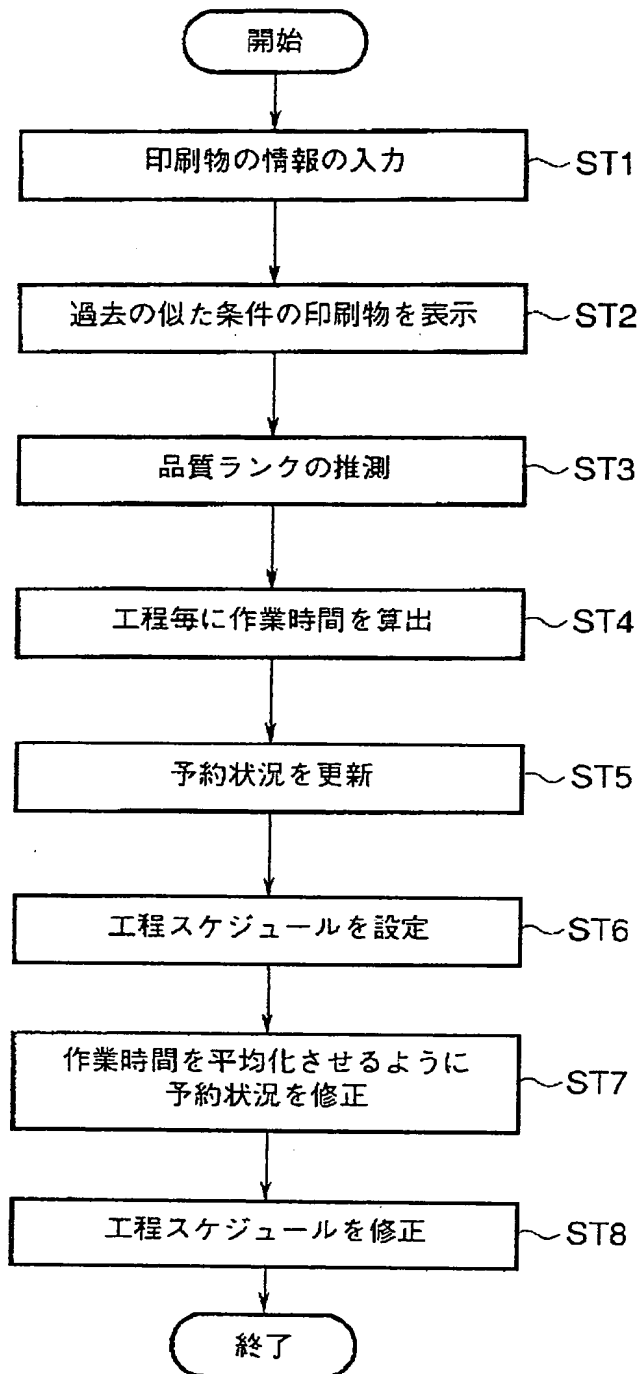 開始
印刷物の情報の入力
ST1
過去の似た条件の印刷物を表示
ST2
品質ランクの推測
ST3
工程毎に作業時間を算出
ST4
予約状況を更新
ST5
工程スケジュールを設定
ST6
作業時間を平均化させるように
予約状況を修正
ST7
工程スケジュールを修正
ST8
終了